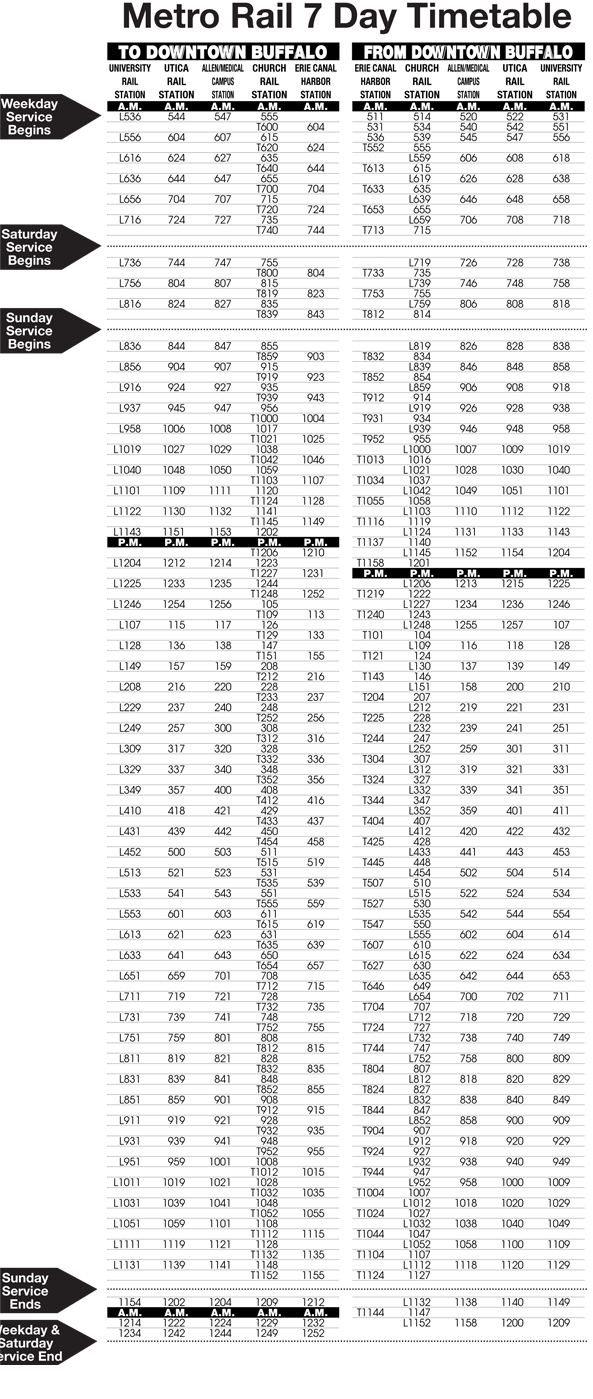 Metro Rail 7 Day Timetable
TO DOWNTOWN BUFFALO FROM DOWNTOWN BUFFALO
UNIVERSITY UTICA ALLEN/MEDICAL CHURCH ERIE CANAL ERIE CANAL CHURCH ALLEN/MEDICAL UTICA UNIVERSITY
RAIL RAIL CAMPUS RAIL HARBOR HARBOR RAIL CAMPUS RAIL RAIL
STATION STATION STATION STATION STATION STATION STATION STATION STATION STATION
Weekday
Service
Begins
A.M. A.M. A.M. A.M. A.M. A.M. A.M. A.M. A.M. A.M.
L536 544 547 555 511 514 520 522 531
T600 604 531 534 540 542 551
L556 604 607 615 536 539 545 547 556
T620 624 T552 555
L616 624 627 635 L559 606 608 618
T640 644 T613 615
L636 644 647 655 L619 626 628 638
T700 704 T633 635
L656 704 707 715 L639 646 648 658
T720 724 T653 655
L716 724 727 735 L659 706 708 718
T740 744 T713 715
Saturday
Service
Begins
L736 744 747 755 L719 726 728 738
T800 804 T733 735
L756 804 807 815 L739 746 748 758
T819 823 T753 755
L816 824 827 835 L759 806 808 818
T839 843 T812 814
Sunday
Service
Begins
L836 844 847 855 L819 826 828 838
T859 903 T832 834
L856 904 907 915 L839 846 848 858
T919 923 T852 854
L916 924 927 935 L859 906 908 918
T939 943 T912 914
L937 945 947 956 L919 926 928 938
T1000 1004 T931 934
L958 1006 1008 1017 L939 946 948 958
T1021 1025 T952 955
L1019 1027 1029 1038 L1000 1007 1009 1019
T1042 1046 T1013 1016
L1040 1048 1050 1059 L1021 1028 1030 1040
T1103 1107 T1034 1037
L1101 1109 1111 1120 L1042 1049 1051 1101
T1124 1128 T1055 1058
L1122 1130 1132 1141 L1103 1110 1112 1122
T1145 1149 T1116 1119
L1143 1151 1153 1202 L1124 1131 1133 1143
P.M. P.M. P.M. P.M. P.M. T1137 1140
T1206 1210 L1145 1152 1154 1204
L1204 1212 1214 1223 T1158 1201
T1227 1231 P.M. P.M. P.M. P.M. P.M.
L1225 1233 1235 1244 L1206 1213 1215 1225
T1248 1252 T1219 1222
L1246 1254 1256 105 L1227 1234 1236 1246
T109 113 T1240 1243
L107 115 117 126 L1248 1255 1257 107
T129 133 T101 104
L128 136 138 147 L109 116 118 128
T151 155 T121 124
L149 157 159 208 L130 137 139 149
T212 216 T143 146
L208 216 220 228 L151 158 200 210
T233 237 T204 207
L229 237 240 248 L212 219 221 231
T252 256 T225 228
L249 257 300 308 L232 239 241 251
T312 316 T244 247
L309 317 320 328 L252 259 301 311
T332 336 T304 307
L329 337 340 348 L312 319 321 331
T352 356 T324 327
L349 357 400 408 L332 339 341 351
T412 416 T344 347
L410 418 421 429 L352 359 401 411
T433 437 T404 407
L431 439 442 450 L412 420 422 432
T454 458 T425 428
L452 500 503 511 L433 441 443 453
T515 519 T445 448
L513 521 523 531 L454 502 504 514
T535 539 T507 510
L533 541 543 551 L515 522 524 534
T555 559 T527 530
L553 601 603 611 L535 542 544 554
T615 619 T547 550
L613 621 623 631 L555 602 604 614
T635 639 T607 610
L633 641 643 650 L615 622 624 634
T654 657 T627 630
L651 659 701 708 L635 642 644 653
T712 715 T646 649
L711 719 721 728 L654 700 702 711
T732 735 T704 707
L731 739 741 748 L712 718 720 729
T752 755 T724 727
L751 759 801 808 L732 738 740 749
T812 815 T744 747
L811 819 821 828 L752 758 800 809
T832 835 T804 807
L831 839 841 848 L812 818 820 829
T852 855 T824 827
L851 859 901 908 L832 838 840 849
T912 915 T844 847
L911 919 921 928 L852 858 900 909
T932 935 T904 907
L931 939 941 948 L912 918 920 929
T952 955 T924 927
L951 959 1001 1008 L932 938 940 949
T1012 1015 T944 947
L1011 1019 1021 1028 L952 958 1000 1009
T1032 1035 T1004 1007
L1031 1039 1041 1048 L1012 1018 1020 1029
T1052 1055 T1024 1027
L1051 1059 1101 1108 L1032 1038 1040 1049
T1112 1115 T1044 1047
L1111 1119 1121 1128 L1052 1058 1100 1109
T1132 1135 T1104 1107
L1131 1139 1141 1148 L1112 1118 1120 1129
T1152 1155 T1124 1127
Sunday
Service
Ends
1154 1202 1204 1209 1212 L1132 1138 1140 1149
A.M. A.M. A.M. A.M. A.M. T1144 1147
1214 1222 1224 1229 1232 L1152 1158 1200 1209
1234 1242 1244 1249 1252
eekday &
Saturday
ervice End